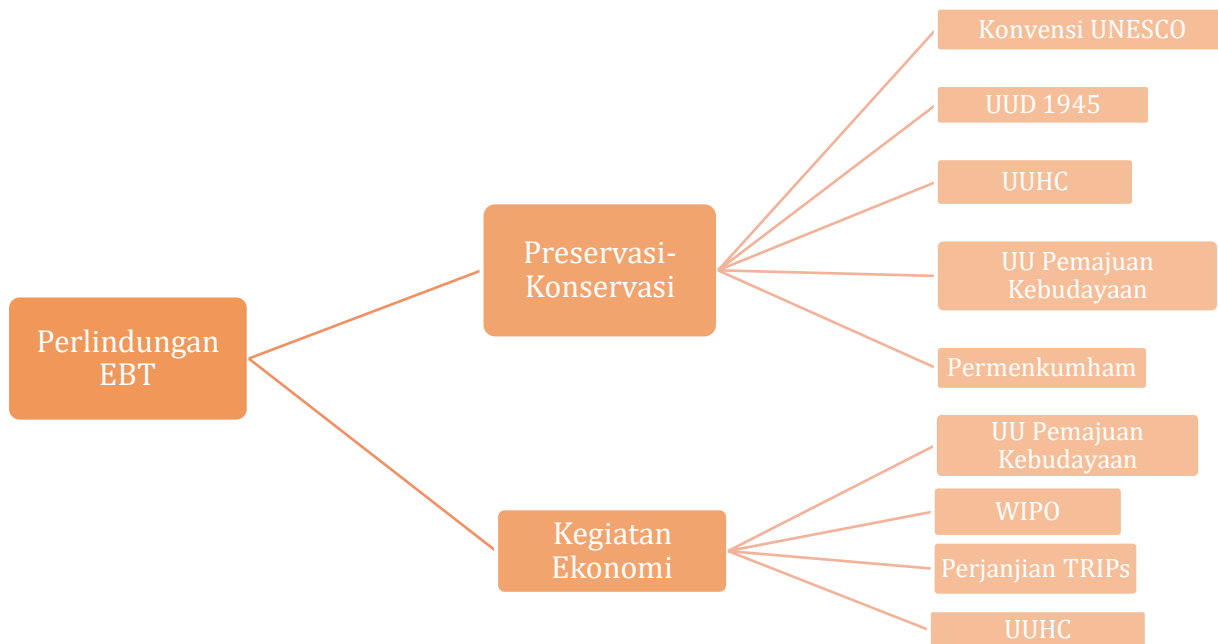 Perlindungan
EBT
Preservasi-
Konservasi
Konvensi UNESCO
UUD 1945
UUHC
UU Pemajuan
Kebudayaan
Permenkumham
Kegiatan
Ekonomi
UU Pemajuan
Kebudayaan
WIPO
Perjanjian TRIPs
UUHC